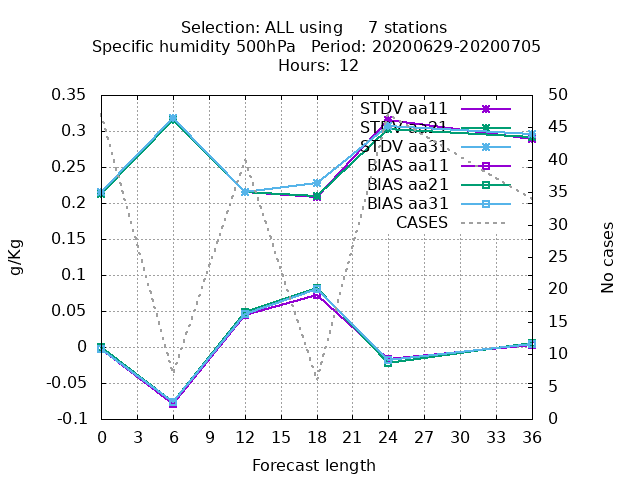 Selection: ALL using 7 stations
Specific humidity 500hPa Period: 20200629-20200705
Hours: 12
0.35
0.3
0.25
0.2
0.15
0.1
0.05
0
-0.05
-0.1
g/Kg
STDV aa11
STDV aa21
STDV aa31
BIAS aa11
BIAS aa21
BIAS aa31
CASES
50
45
40
35
30
25
20
15
10
5
0
No cases
0 3 6 9 12 15 18 21 24 27 30 33 36
Forecast length